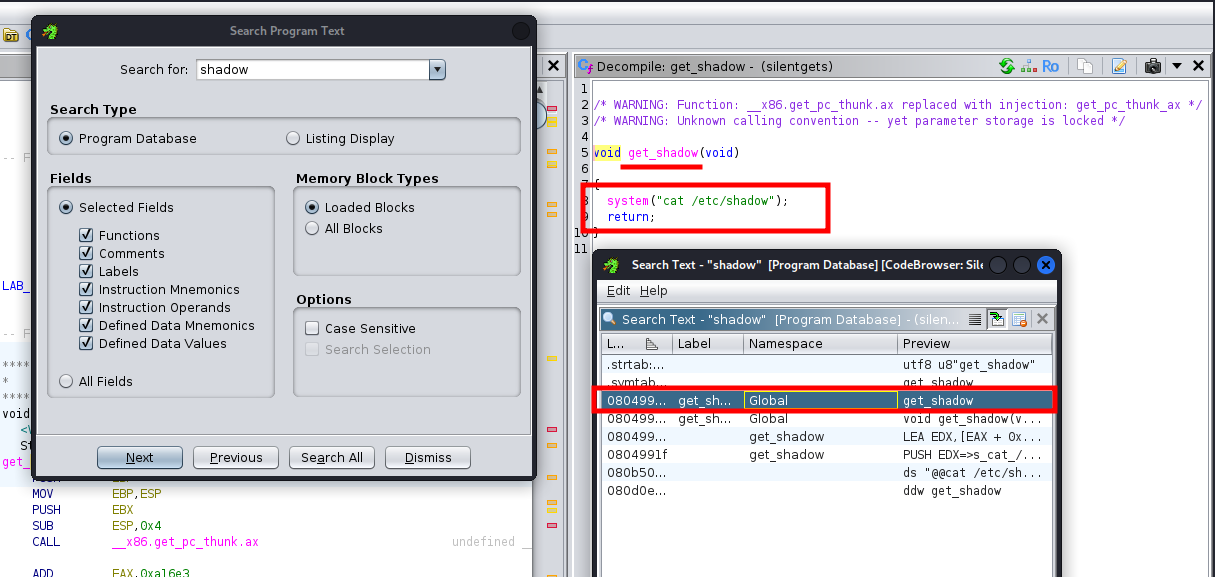 Search Program Text
Search for: shadow
Search Type
Program Database
Listing Display
Fields
Selected Fields
Functions
Comments
Labels
Instruction Mnemonics
Instruction Operands
Defined Data Mnemonics
Defined Data Values
All Fields
Memory Block Types
Loaded Blocks
All Blocks
Options
Case Sensitive
Search Selection
Next
Previous
Search All
Dismiss
DT
-- F
LAB_
-- F
****
*
****
void
<V
St
get_
MOV EBP,ESP
PUSH EBX
SUB ESP,0x4
CALL __x86.get_pc_thunk.ax undefined __
ADD EAX,0xa16e3
Decompile: get_shadow - (silentgets)
Ro
1
2 /* WARNING: Function: __x86.get_pc_thunk.ax replaced with injection: get_pc_thunk_ax */
3 /* WARNING: Unknown calling convention -- yet parameter storage is locked */
4
5 void get_shadow(void)
6
7 {
8 system("cat /etc/shadow");
9 return;
10 }
11
Search Text - "shadow" [Program Database] [CodeBrowser: Sile
Edit Help
Search Text - "shadow" [Program Database] - (silen...
L... Label Namespace Preview
.strtab:... utf8 u8"get_shadow"
.symtab... get_shadow
080499... get_sh... Global get_shadow
080499... get_sh... Global void get_shadow(v...
080499... get_shadow LEA EDX,[EAX + 0x...
0804991f get_shadow PUSH EDX=>s_cat_/...
080b50... ds "@@cat /etc/sh...
080d0e... ddw get_shadow